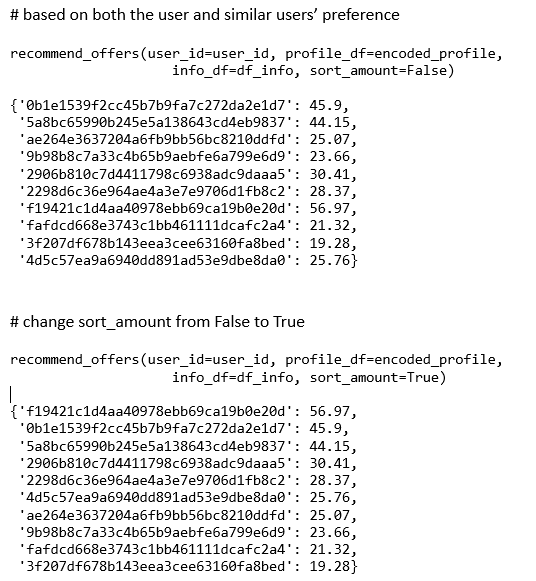 # based on both the user and similar users’ preference
recommend_offers(user_id=user_id, profile_df=encoded_profile,
info_df=df_info, sort_amount=False)
{'0b1e1539f2cc45b7b9fa7c272da2e1d7': 45.9,
'5a8bc65990b245e5a138643cd4eb9837': 44.15,
'ae264e3637204a6fb9bb56bc8210ddfd': 25.07,
'9b98b8c7a33c4b65b9aebfe6a799e6d9': 23.66,
'2906b810c7d4411798c6938adc9daaa5': 30.41,
'2298d6c36e964ae4a3e7e9706d1fb8c2': 28.37,
'f19421c1d4aa40978ebb69ca19b0e20d': 56.97,
'fafdcd668e3743c1bb461111dcafc2a4': 21.32,
'3f207df678b143eea3cee63160fa8bed': 19.28,
'4d5c57ea9a6940dd891ad53e9dbe8da0': 25.76}
# change sort_amount from False to True
recommend_offers(user_id=user_id, profile_df=encoded_profile,
info_df=df_info, sort_amount=True)
{'f19421c1d4aa40978ebb69ca19b0e20d': 56.97,
'0b1e1539f2cc45b7b9fa7c272da2e1d7': 45.9,
'5a8bc65990b245e5a138643cd4eb9837': 44.15,
'2906b810c7d4411798c6938adc9daaa5': 30.41,
'2298d6c36e964ae4a3e7e9706d1fb8c2': 28.37,
'4d5c57ea9a6940dd891ad53e9dbe8da0': 25.76,
'ae264e3637204a6fb9bb56bc8210ddfd': 25.07,
'9b98b8c7a33c4b65b9aebfe6a799e6d9': 23.66,
'fafdcd668e3743c1bb461111dcafc2a4': 21.32,
'3f207df678b143eea3cee63160fa8bed': 19.28}